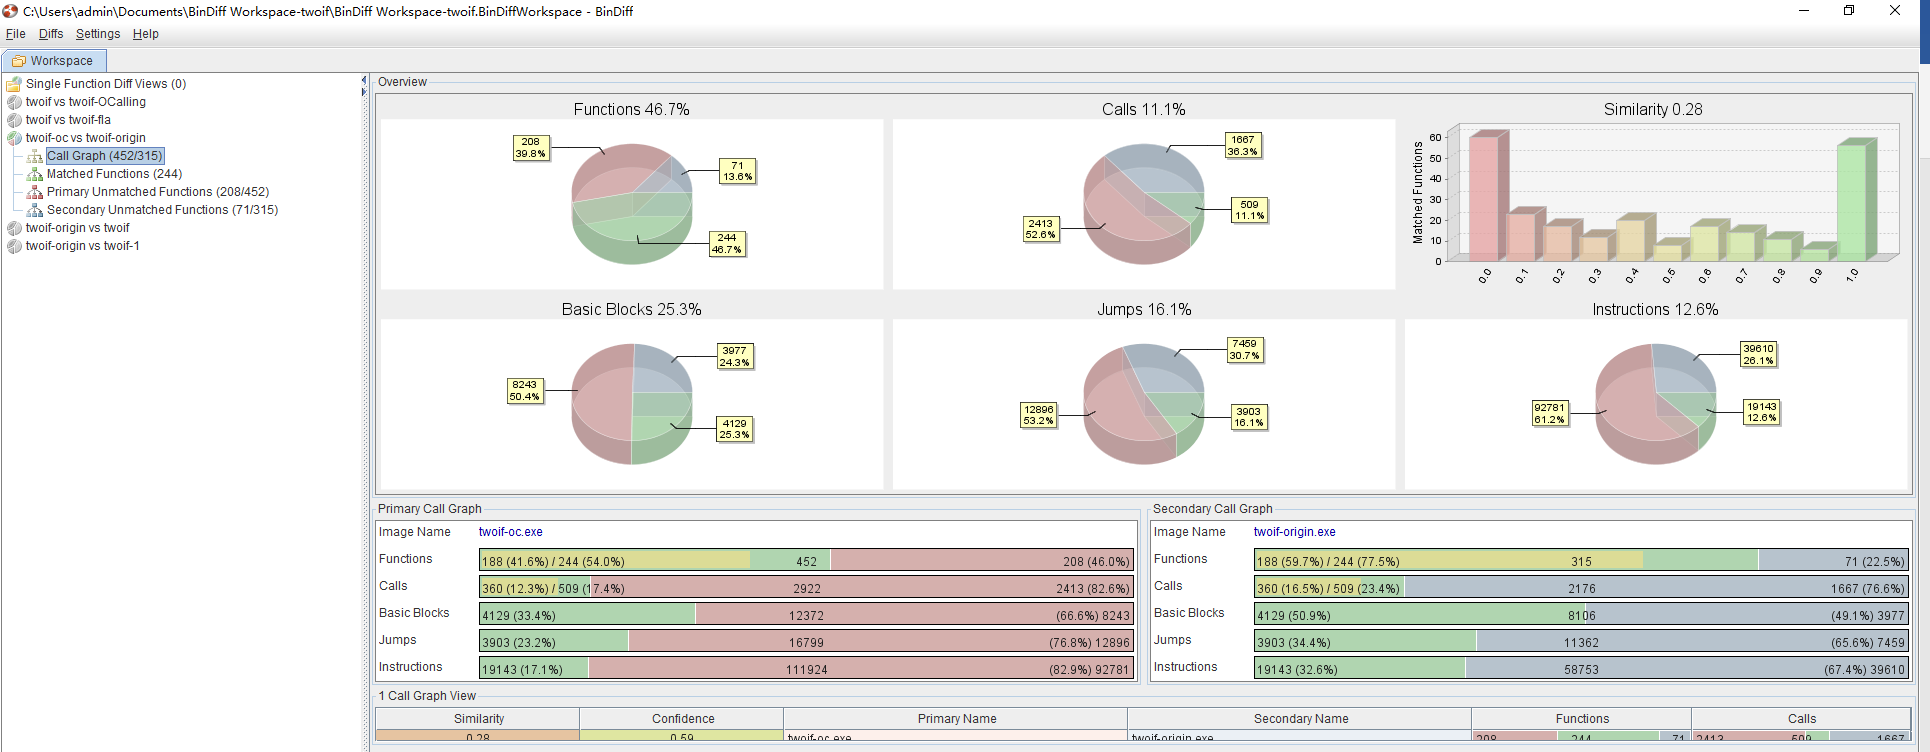 C:\Users\admin\Documents\BinDiff Workspace-twoif\BinDiff Workspace-twoif.BinDiffWorkspace - BinDiff
File Diffs Settings Help
Workspace
Single Function Diff Views (0)
twoif vs twoif-OCalling
twoif vs twoif-fla
twoif-oc vs twoif-origin
Call Graph (452/315)
Matched Functions (244)
Primary Unmatched Functions (208/452)
Secondary Unmatched Functions (71/315)
twoif-origin vs twoif
twoif-origin vs twoif-1
Overview
Functions 46.7%
208
39.8%
71
13.6%
244
46.7%
Calls 11.1%
1667
36.3%
509
11.1%
2413
52.6%
Similarity 0.28
Matched Functions
60
50
40
30
20
10
0
0.0 0.1 0.2 0.3 0.4 0.5 0.6 0.7 0.8 0.9 1.0
Basic Blocks 25.3%
3977
24.3%
8243
50.4%
4129
25.3%
Jumps 16.1%
7459
30.7%
12896
53.2%
3903
16.1%
Instructions 12.6%
39610
26.1%
92781
61.2%
19143
12.6%
Primary Call Graph
Image Name twoif-oc.exe
Functions 188 (41.6%) / 244 (54.0%) 452 208 (46.0%)
Calls 360 (12.3%) / 509 (17.4%) 2922 2413 (82.6%)
Basic Blocks 4129 (33.4%) 12372 (66.6%) 8243
Jumps 3903 (23.2%) 16799 (76.8%) 12896
Instructions 19143 (17.1%) 111924 (82.9%) 92781
Secondary Call Graph
Image Name twoif-origin.exe
Functions 188 (59.7%) / 244 (77.5%) 315 71 (22.5%)
Calls 360 (16.5%) / 509 (23.4%) 2176 1667 (76.6%)
Basic Blocks 4129 (50.9%) 8106 (49.1%) 3977
Jumps 3903 (34.4%) 11362 (65.6%) 7459
Instructions 19143 (32.6%) 58753 (67.4%) 39610
1 Call Graph View
Similarity Confidence Primary Name Secondary Name Functions Calls
0.28 0.59 twoif-oc.exe twoif-origin.exe 208 244 71 2413 509 1667